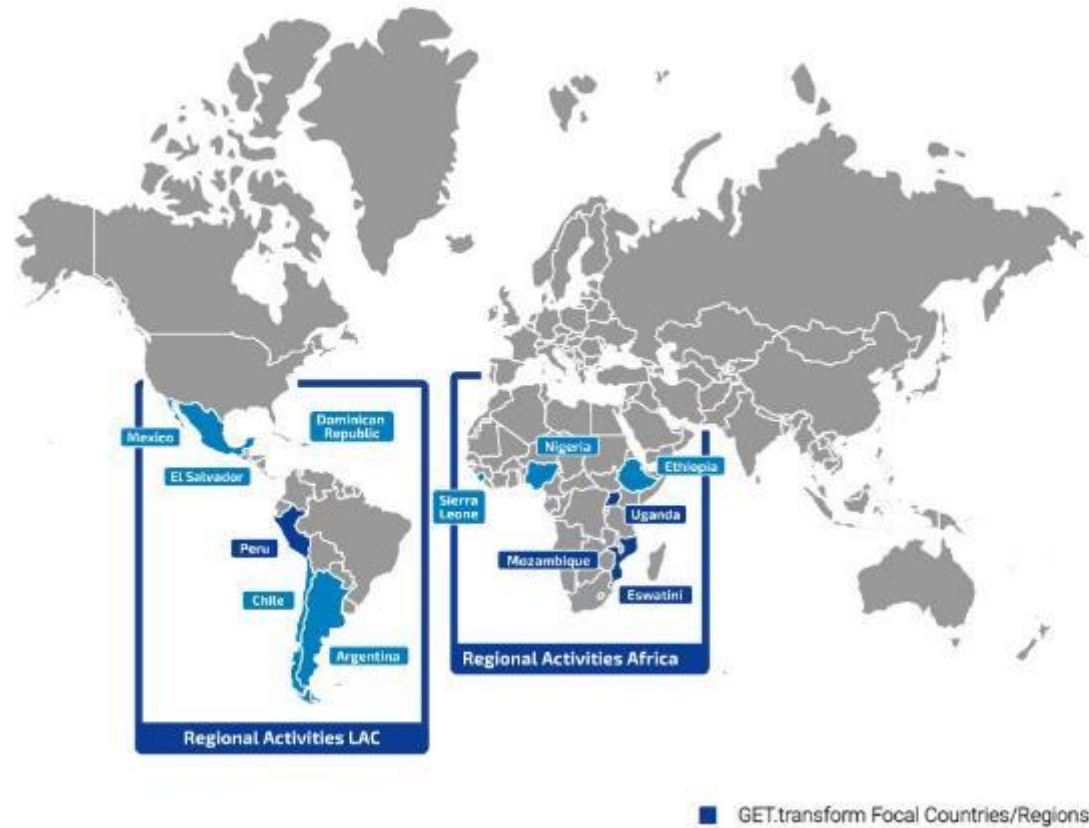 Mexico
Dominican
Republic
El Salvador
Peru
Chile
Argentina
Regional Activities LAC
Nigeria
Ethiopia
Sierra
Leone
Uganda
Mozambique
Eswatini
Regional Activities Africa
GET.transform Focal Countries/Regions